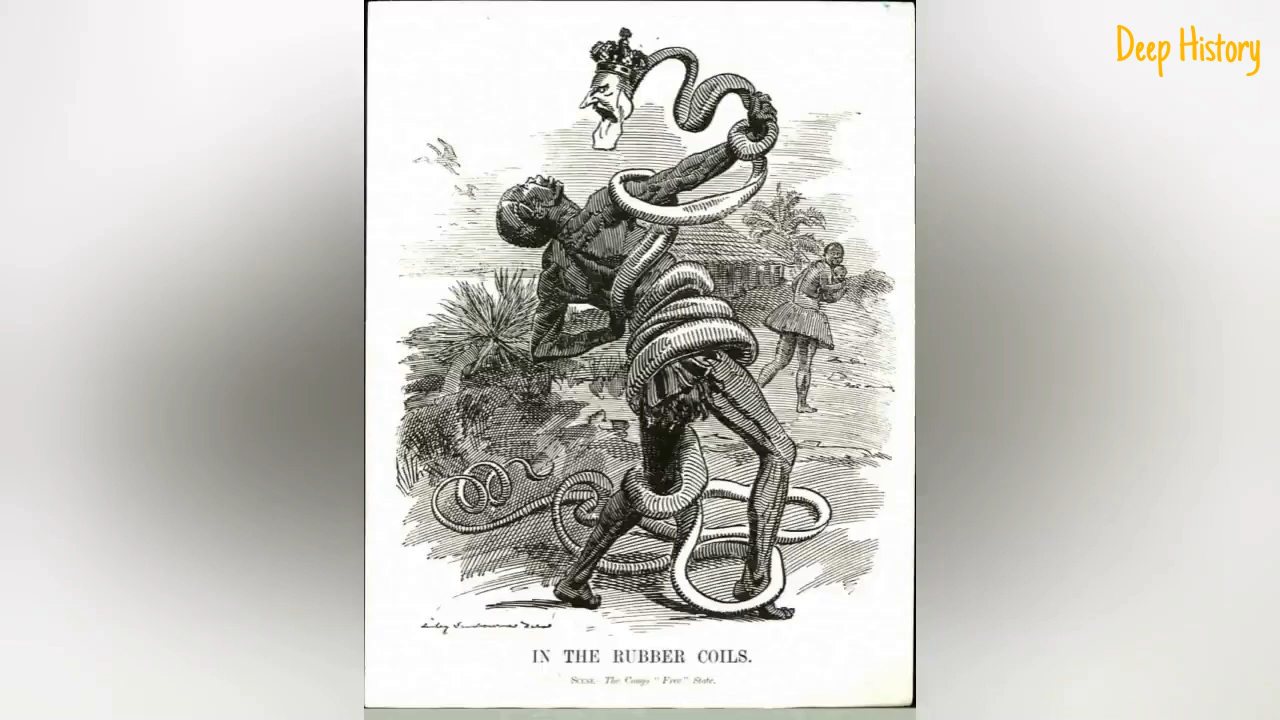 Deep History
IN THE RUBBER COILS.
SCENE The Congo "Free" State.